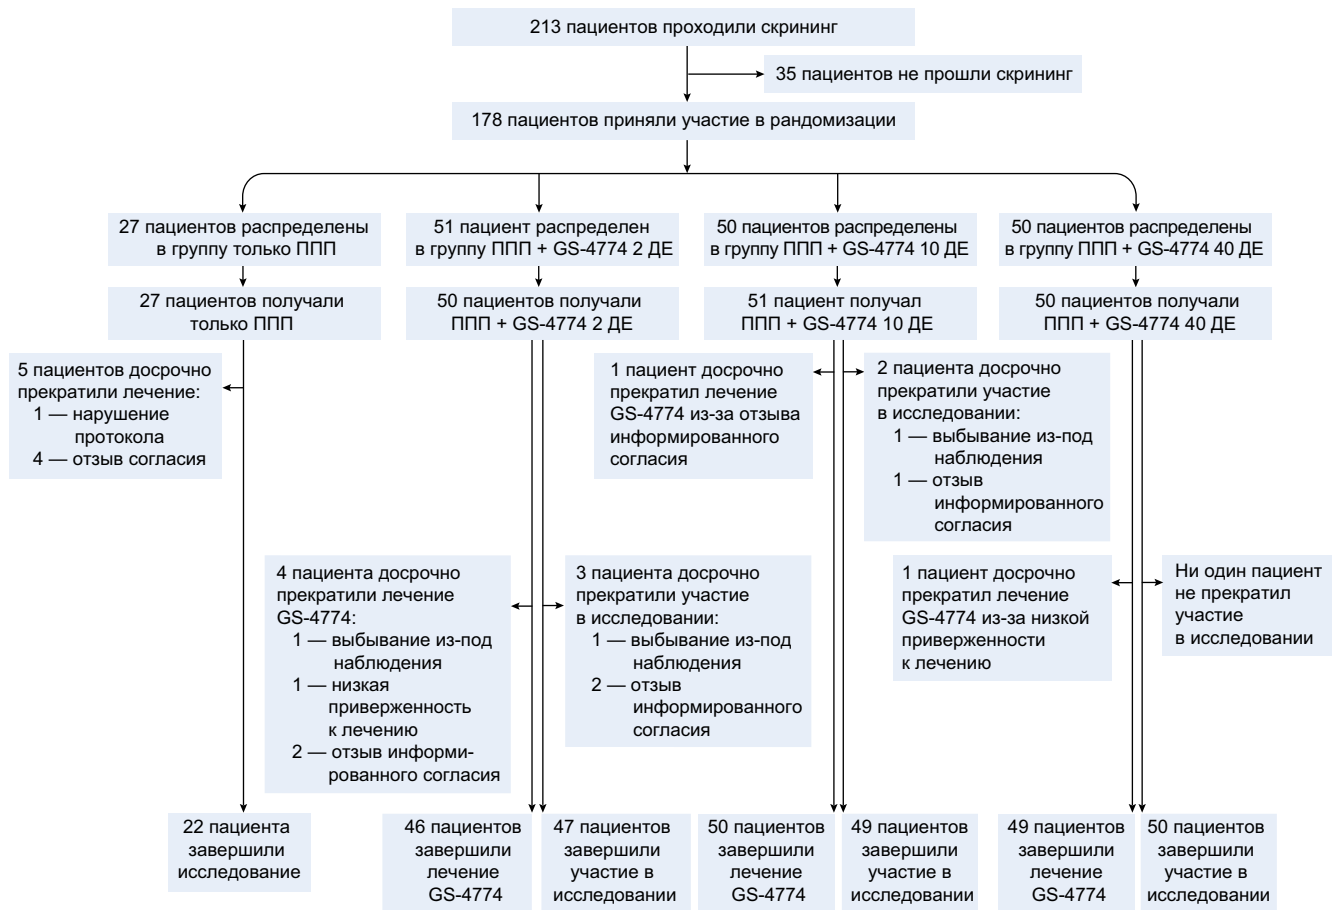 213 пациентов проходили скрининг
35 пациентов не прошли скрининг
178 пациентов приняли участие в рандомизации
27 пациентов распределены
в группу только ППП
51 пациент распределен
в группу ППП + GS-4774 2 ДЕ
50 пациентов распределены
в группу ППП + GS-4774 10 ДЕ
50 пациентов распределены
в группу ППП + GS-4774 40 ДЕ
27 пациентов получали
только ППП
50 пациентов получали
ППП + GS-4774 2 ДЕ
51 пациент получал
ППП + GS-4774 10 ДЕ
50 пациентов получали
ППП + GS-4774 40 ДЕ
5 пациентов досрочно
прекратили лечение:
1 — нарушение
протокола
4 — отзыв согласия
1 пациент досрочно
прекратил лечение
GS-4774 из-за отзыва
информированного
согласия
2 пациента досрочно
прекратили участие
в исследовании:
1 — выбывание из-под
наблюдения
1 — отзыв
информированного
согласия
4 пациента досрочно
прекратили лечение
GS-4774:
1 — выбывание из-под
наблюдения
1 — низкая
приверженность
к лечению
2 — отзыв информи-
рованного согласия
3 пациента досрочно
прекратили участие
в исследовании:
1 — выбывание из-под
наблюдения
2 — отзыв
информированного
согласия
1 пациент досрочно
прекратил лечение
GS-4774 из-за низкой
приверженности
к лечению
Ни один пациент
не прекратил
участие
в исследовании
22 пациента
завершили
исследование
46 пациентов
завершили
лечение
GS-4774
47 пациентов
завершили
участие в
исследовании
50 пациентов
завершили
лечение
GS-4774
49 пациентов
завершили
участие в
исследовании
49 пациентов
завершили
лечение
GS-4774
50 пациентов
завершили
участие в
исследовании